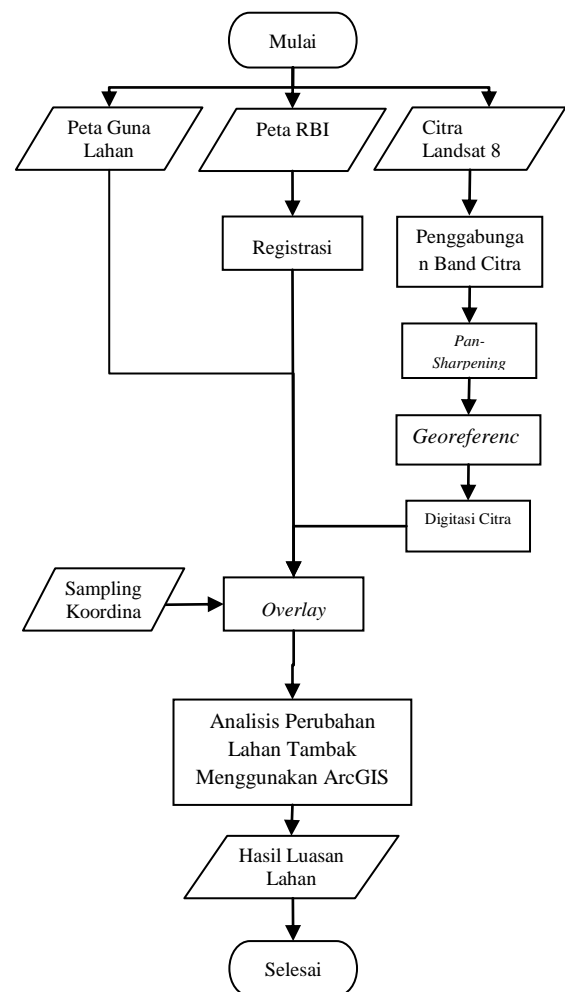 Mulai
Peta Guna
Lahan
Peta RBI
Citra
Landsat 8
Registrasi
Penggabunga
n Band Citra
Pan-
Sharpening
Georeferenc
Digitasi Citra
Sampling
Koordina
Overlay
Analisis Perubahan
Lahan Tambak
Menggunakan ArcGIS
Hasil Luasan
Lahan
Selesai